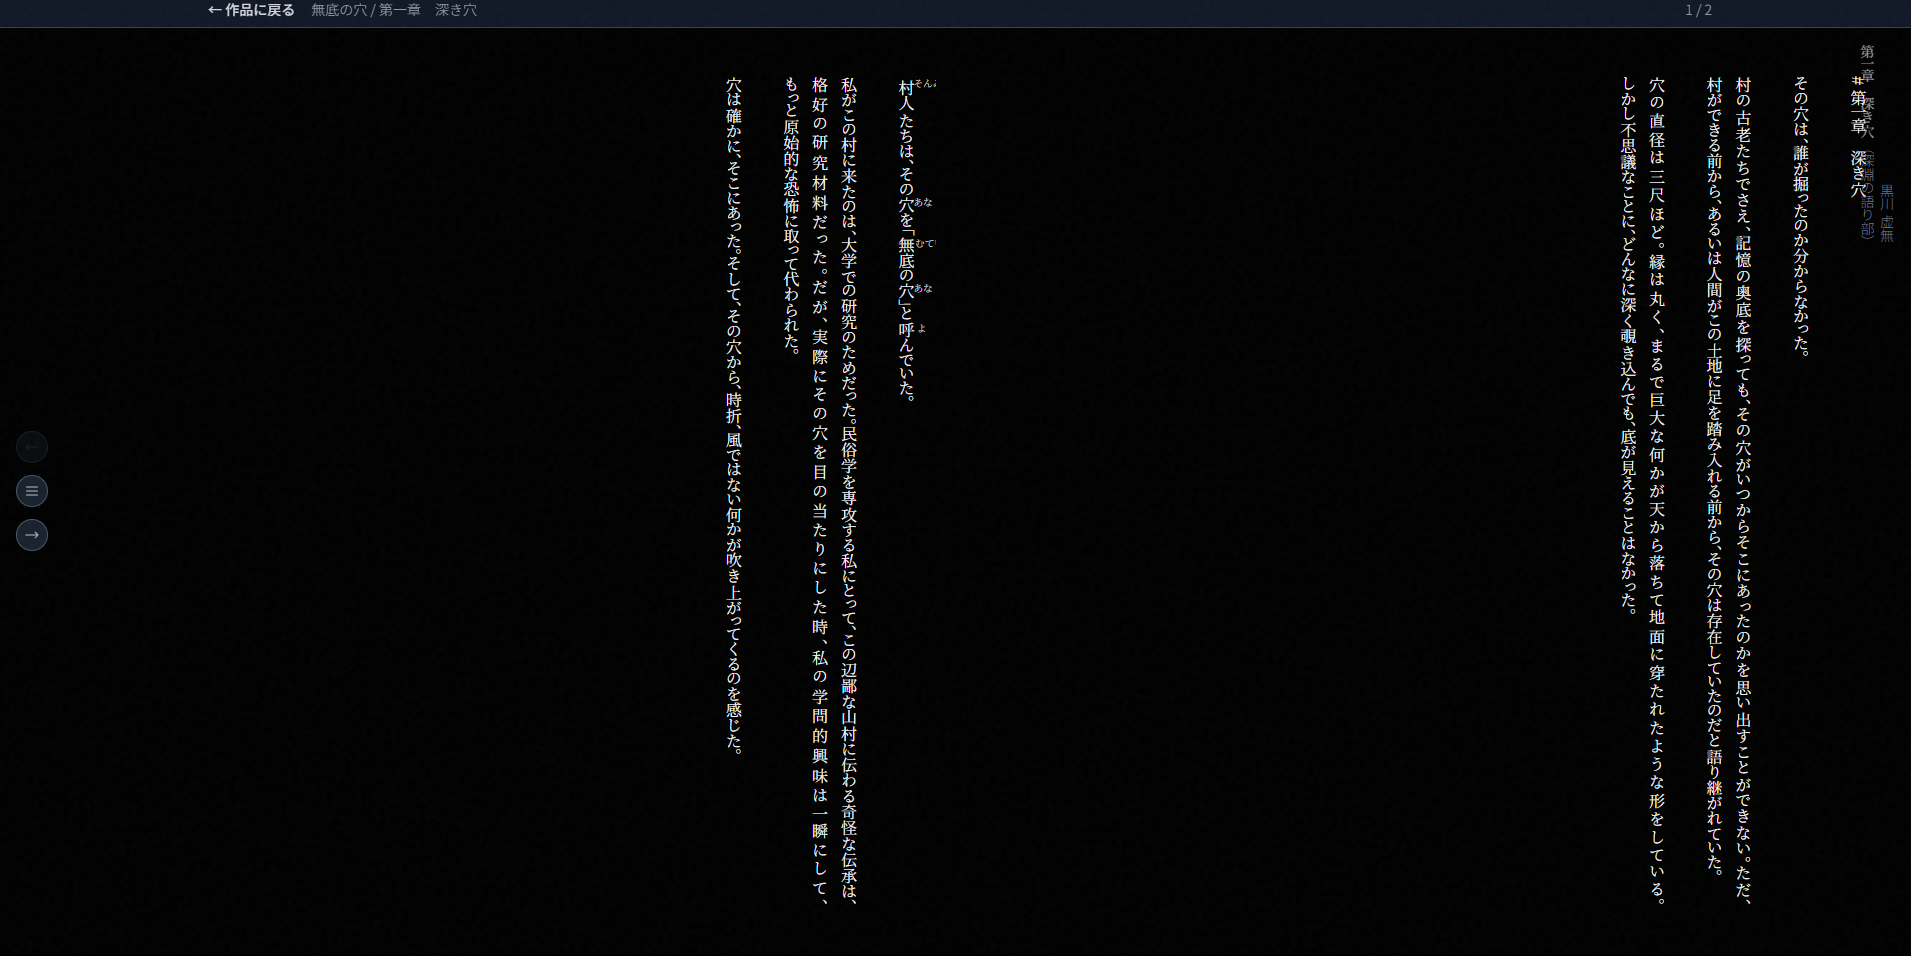 ← 作品に戻る 無底の穴 / 第一章　深き穴
1 / 2
第一章　深き穴 （深淵の語り部）
黒川 虚無
# 第一章　深き穴
その穴は、誰が掘ったのか分からなかった。
村の古老たちでさえ、記憶の奥底を探っても、その穴がいつからそこにあったのかを思い出すことができない。ただ、
村ができる前から、あるいは人間がこの土地に足を踏み入れる前から、その穴は存在していたのだと語り継がれていた。
穴の直径は三尺ほど。縁は丸く、まるで巨大な何かが天から落ちて地面に穿たれたような形をしている。
しかし不思議なことに、どんなに深く覗き込んでも、底が見えることはなかった。
村人たちは、その穴を「無底の穴」と呼んでいた。
そん
あな
むて
あな
よ
私がこの村に来たのは、大学での研究のためだった。民俗学を専攻する私にとって、この辺鄙な山村に伝わる奇怪な伝承は、
格好の研究材料だった。だが、実際にその穴を目の当たりにした時、私の学問的興味は一瞬にして、
もっと原始的な恐怖に取って代わられた。
穴は確かに、そこにあった。そして、その穴から、時折、風ではない何かが吹き上がってくるのを感じた。
←
≡
→